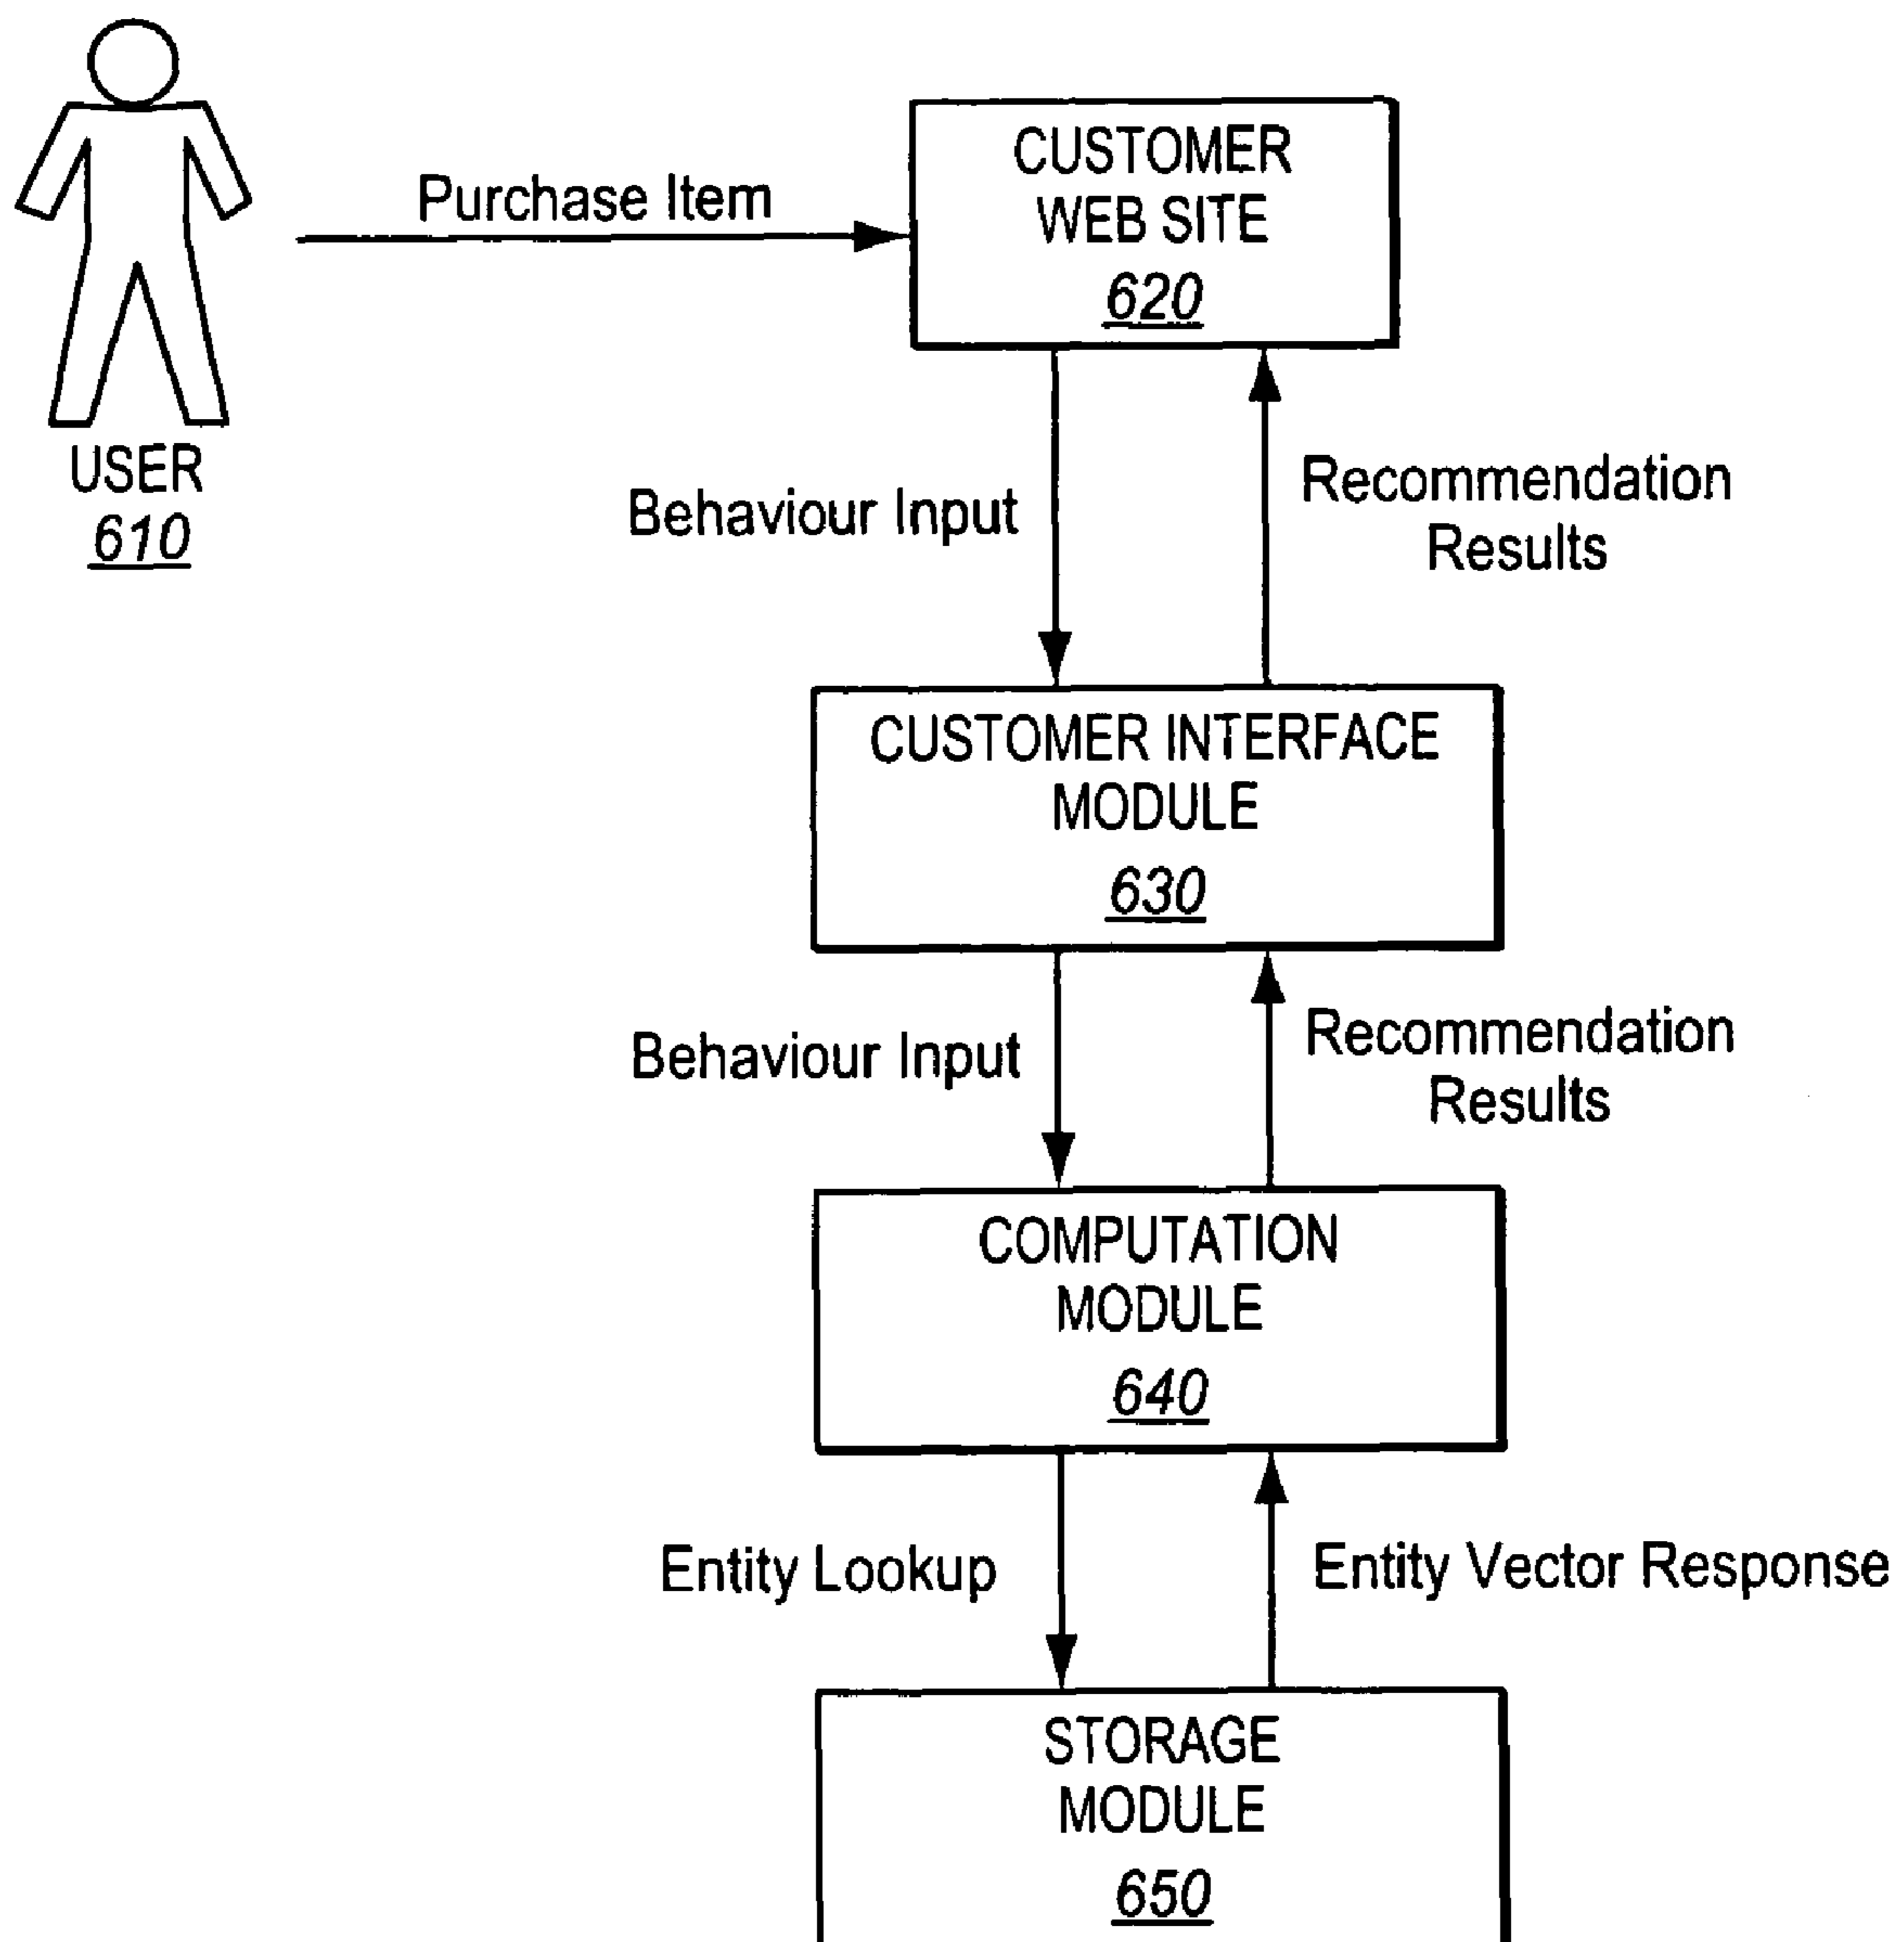 CUSTOMER
WEB SITE
620
Purchase Item
USER
610
Behaviour Input
Recommendation
Results
CUSTOMER INTERFACE
MODULE
630
Behaviour Input
Recommendation
Results
COMPUTATION
MODULE
640
Entity Lookup
Entity Vector Response
STORAGE
MODULE
650